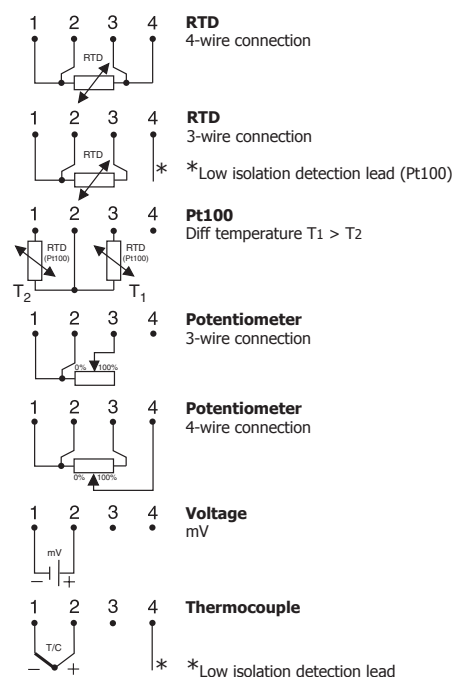 1 2 3 4 RTD
4-wire connection
RTD
1 2 3 4 RTD
3-wire connection
RTD
* *Low isolation detection lead (Pt100)
1 2 3 4 Pt100
Diff temperature T1 > T2
RTD RTD
(Pt100) (Pt100)
T2 T1
1 2 3 4 Potentiometer
3-wire connection
0% 100%
1 2 3 4 Potentiometer
4-wire connection
0% 100%
1 2 3 4 Voltage
mV
mV
– +
1 2 3 4 Thermocouple
T/C
– + * *Low isolation detection lead